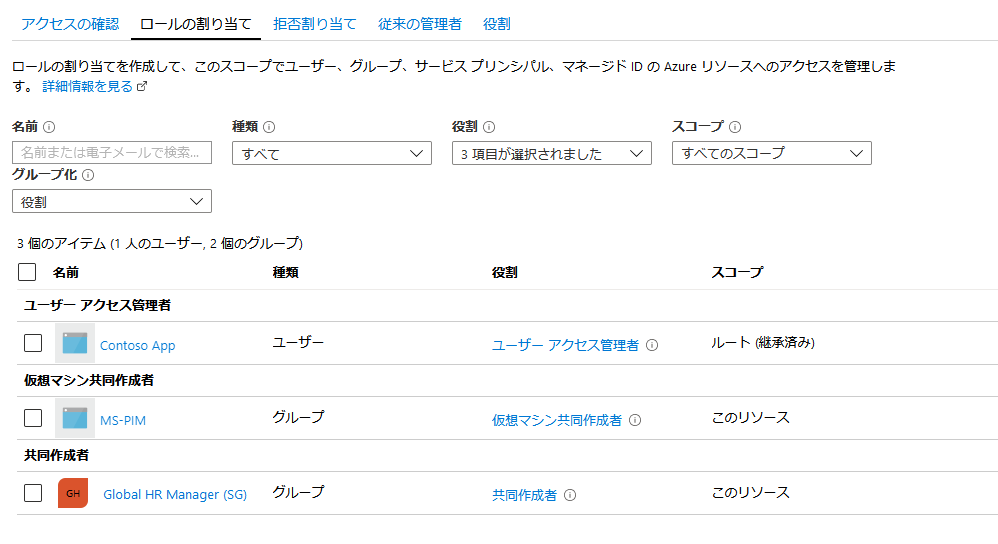 アクセスの確認 ロールの割り当て 拒否割り当て 従来の管理者 役割
ロールの割り当てを作成して、このスコープでユーザー、グループ、サービス プリンシパル、マネージド ID の Azure リソースへのアクセスを管理しま
す。 詳細情報を見る
名前 種類 役割 スコープ
名前または電子メールで検索... すべて 3 項目が選択されました すべてのスコープ
グループ化
役割
3 個のアイテム (1 人のユーザー, 2 個のグループ)
名前 種類 役割 スコープ
ユーザー アクセス管理者
Contoso App ユーザー ユーザー アクセス管理者 ルート (継承済み)
仮想マシン共同作成者
MS-PIM グループ 仮想マシン共同作成者 このリソース
共同作成者
GH Global HR Manager (SG) グループ 共同作成者 このリソース